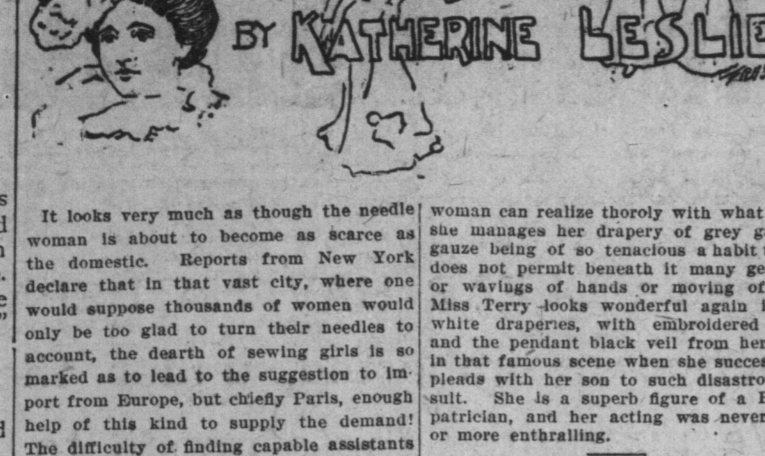 BY KATHERINE LESLIE
It looks very much as though the needle
woman is about to become as scarce as
the domestic. Reports from New York
declare that in that vast city, where one
would suppose thousands of women would
only be too glad to turn their needles to
account, the dearth of sewing girls is so
marked as to lead to the suggestion to im-
port from Europe, but chiefly Paris, enough
help of this kind to supply the demand!
The difficulty of finding capable assistants
woman can realize thoroly with what
she manages her drapery of grey
gauze being of so tenacious a habit
does not permit beneath it many
or wavings of hands or moving of
Miss Terry looks wonderful again
white draperies, with embroidered
and the pendant black veil from her
in that famous scene when she
pleads with her son to such
sult. She is a superb figure of a
patrician, and her acting was never
or more enthralling.